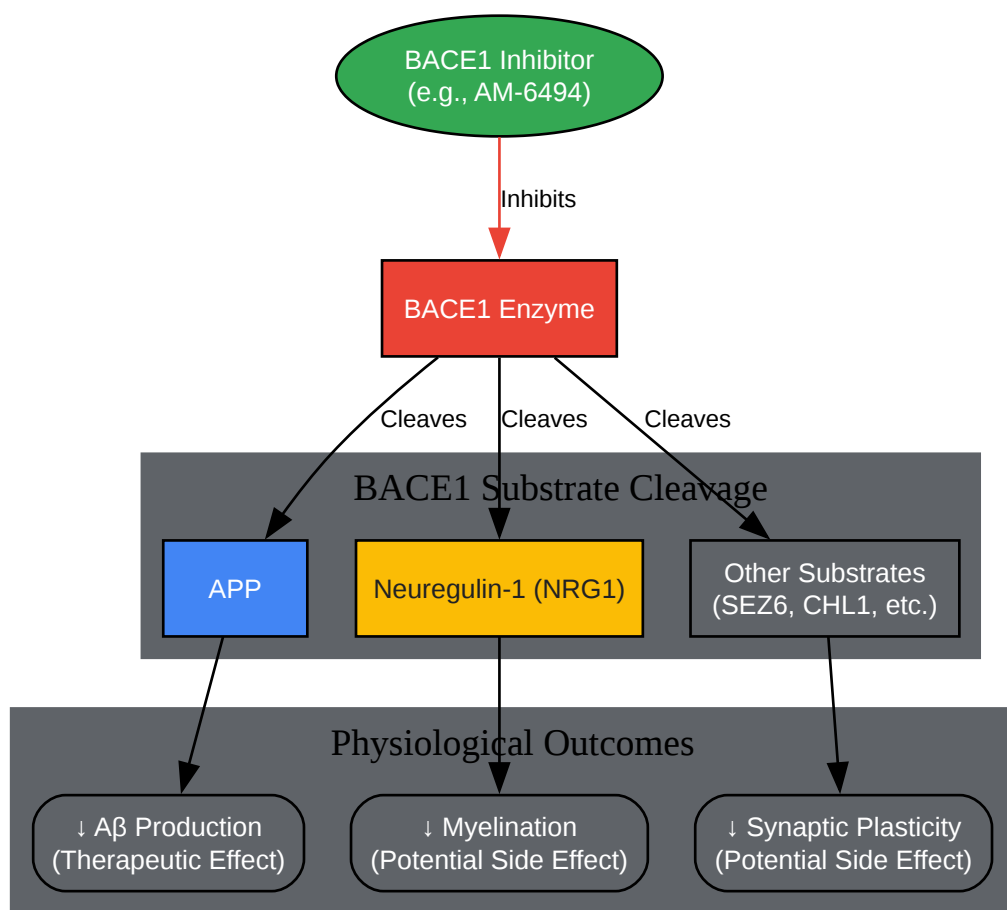 BACE1 Inhibitor
(e.g., AM-6494)
Inhibits
BACE1 Enzyme
Cleaves
Cleaves
Cleaves
BACE1 Substrate Cleavage
APP
Neuregulin-1 (NRG1)
Other Substrates
(SEZ6, CHL1, etc.)
Physiological Outcomes
↓ Aβ Production
(Therapeutic Effect)
↓ Myelination
(Potential Side Effect)
↓ Synaptic Plasticity
(Potential Side Effect)